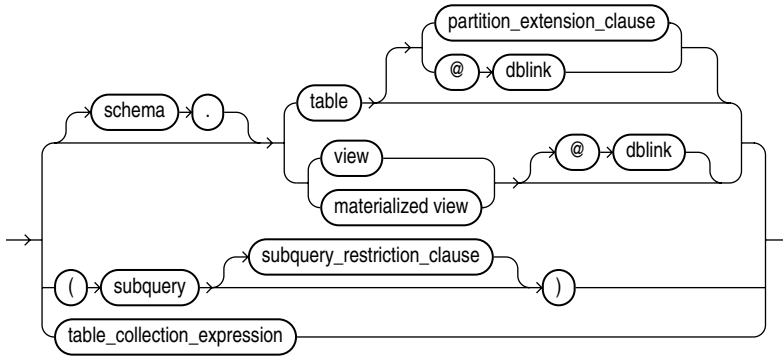 partition_extension_clause
@ dblink
schema . table
view @ dblink
materialized view
subquery_restriction_clause
( subquery )
table_collection_expression